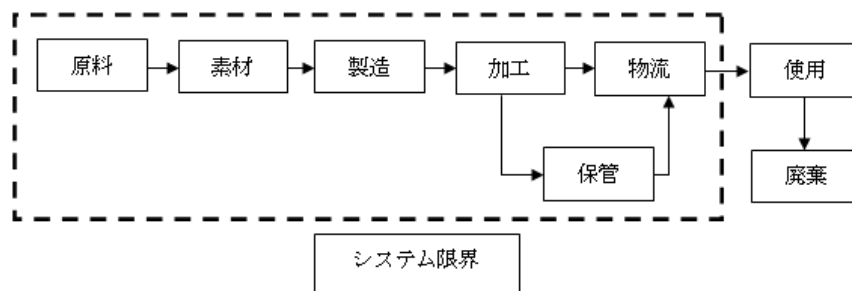 原料
素材
製造
加工
物流
使用
保管
廃棄
システム限界